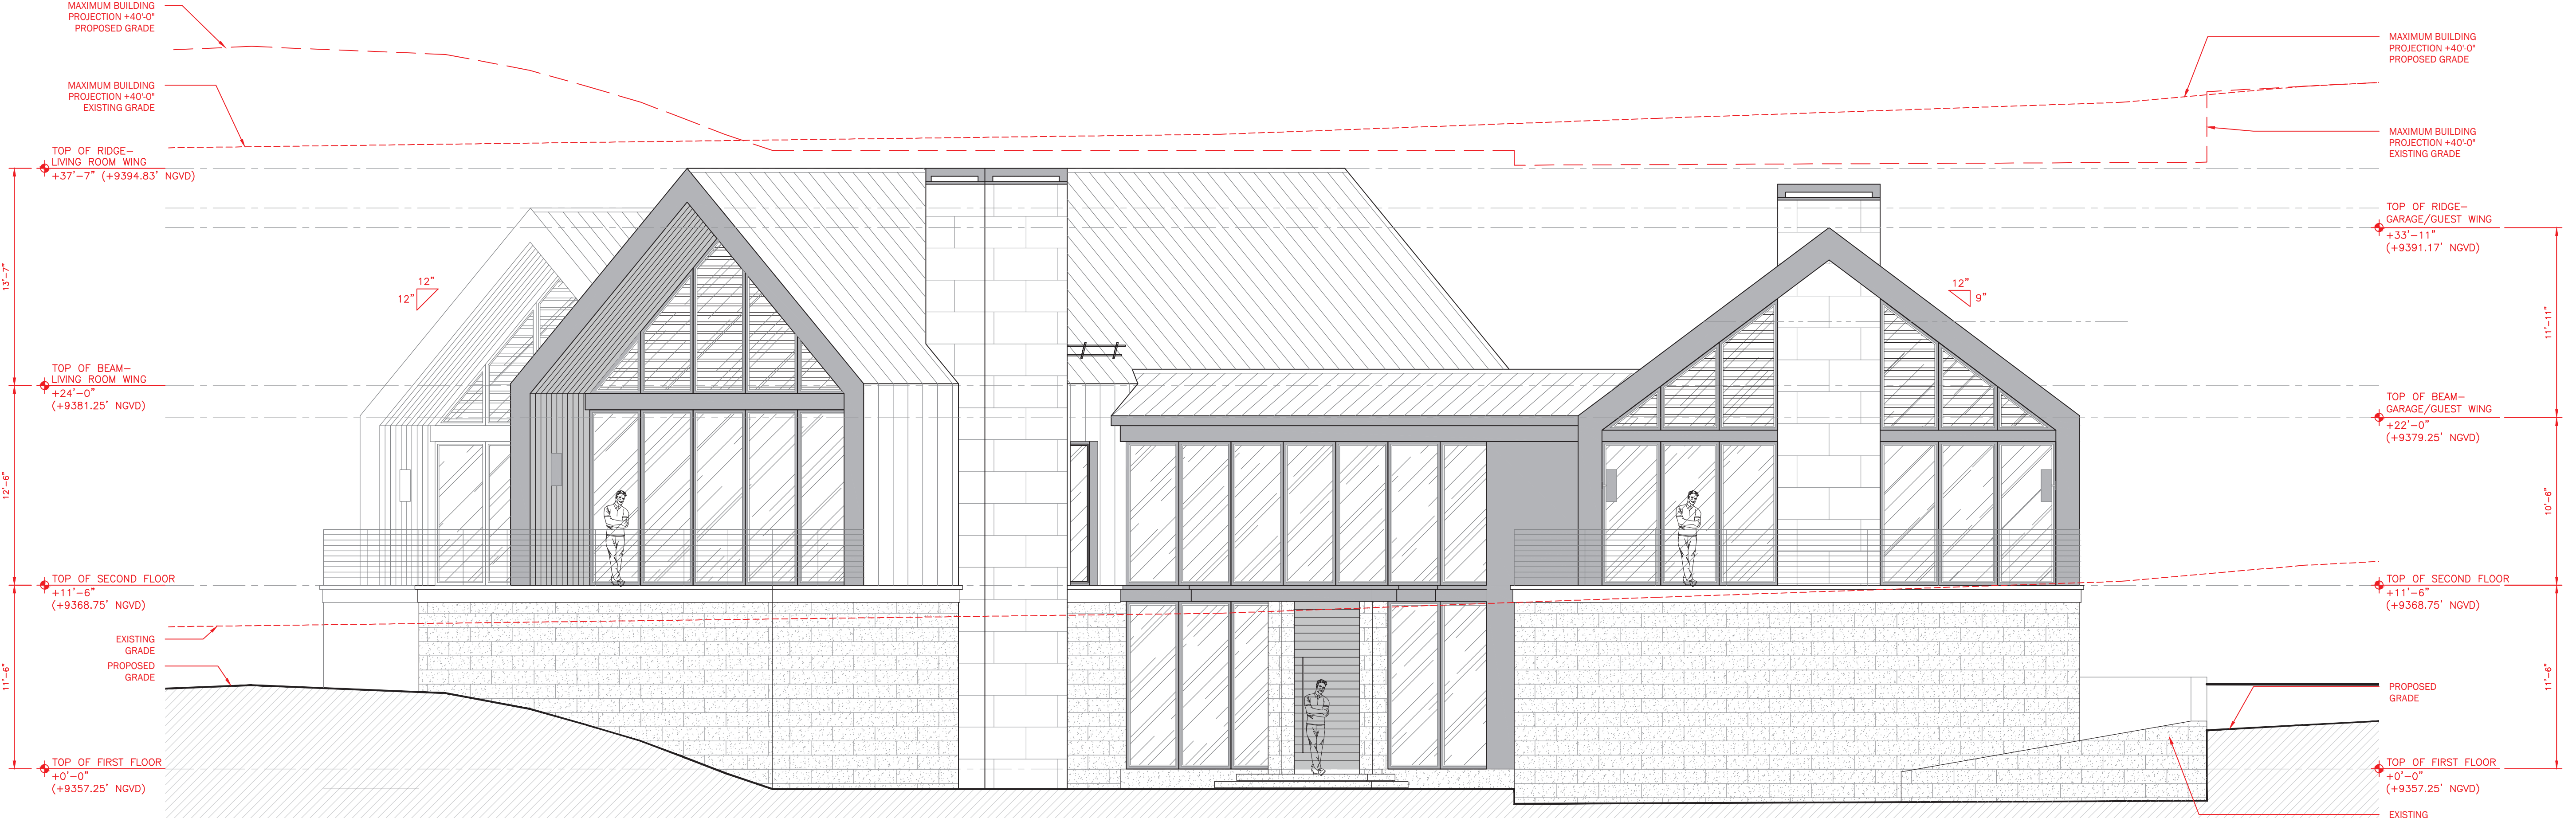 MAXIMUM BUILDING
PROJECTION +40'-0"
PROPOSED GRADE
MAXIMUM BUILDING
PROJECTION +40'-0"
EXISTING GRADE
TOP OF RIDGE-
LIVING ROOM WING
+37'-7" (+9394.83' NGVD)
13'-7"
12"
12"
TOP OF BEAM-
LIVING ROOM WING
+24'-0"
(+9381.25' NGVD)
12'-6"
TOP OF SECOND FLOOR
+11'-6"
(+9368.75' NGVD)
EXISTING
GRADE
PROPOSED
GRADE
11'-6"
TOP OF FIRST FLOOR
+0'-0"
(+9357.25' NGVD)
MAXIMUM BUILDING
PROJECTION +40'-0"
PROPOSED GRADE
MAXIMUM BUILDING
PROJECTION +40'-0"
EXISTING GRADE
TOP OF RIDGE-
GARAGE/GUEST WING
+33'-11"
(+9391.17' NGVD)
12"
9"
11'-11"
TOP OF BEAM-
GARAGE/GUEST WING
+22'-0"
(+9379.25' NGVD)
10'-6"
TOP OF SECOND FLOOR
+11'-6"
(+9368.75' NGVD)
11'-6"
PROPOSED
GRADE
TOP OF FIRST FLOOR
+0'-0"
(+9357.25' NGVD)
EXISTING